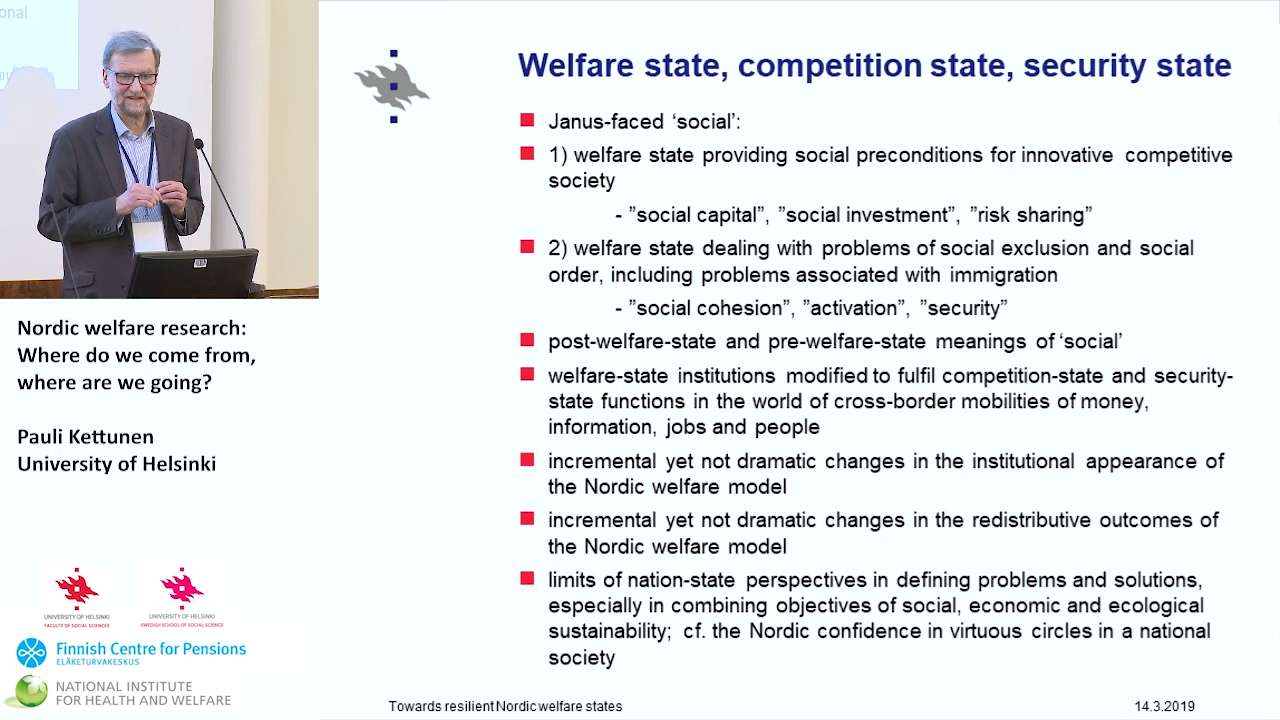 onal
Welfare state, competition state, security state
Janus-faced ‘social’:
1) welfare state providing social preconditions for innovative competitive
society
- ”social capital”, ”social investment”, ”risk sharing”
2) welfare state dealing with problems of social exclusion and social
order, including problems associated with immigration
- ”social cohesion”, ”activation”, ”security”
post-welfare-state and pre-welfare-state meanings of ‘social’
welfare-state institutions modified to fulfil competition-state and security-
state functions in the world of cross-border mobilities of money,
information, jobs and people
incremental yet not dramatic changes in the institutional appearance of
the Nordic welfare model
incremental yet not dramatic changes in the redistributive outcomes of
the Nordic welfare model
limits of nation-state perspectives in defining problems and solutions,
especially in combining objectives of social, economic and ecological
sustainability; cf. the Nordic confidence in virtuous circles in a national
society
Towards resilient Nordic welfare states
14.3.2019
Nordic welfare research:
Where do we come from,
where are we going?
Pauli Kettunen
University of Helsinki
UNIVERSITY OF HELSINKI
FACULTY OF SOCIAL SCIENCES
UNIVERSITY OF HELSINKI
SWEDISH SCHOOL OF SOCIAL SCIENCE
Finnish Centre for Pensions
ELÄKETURVAKESKUS
NATIONAL INSTITUTE
FOR HEALTH AND WELFARE